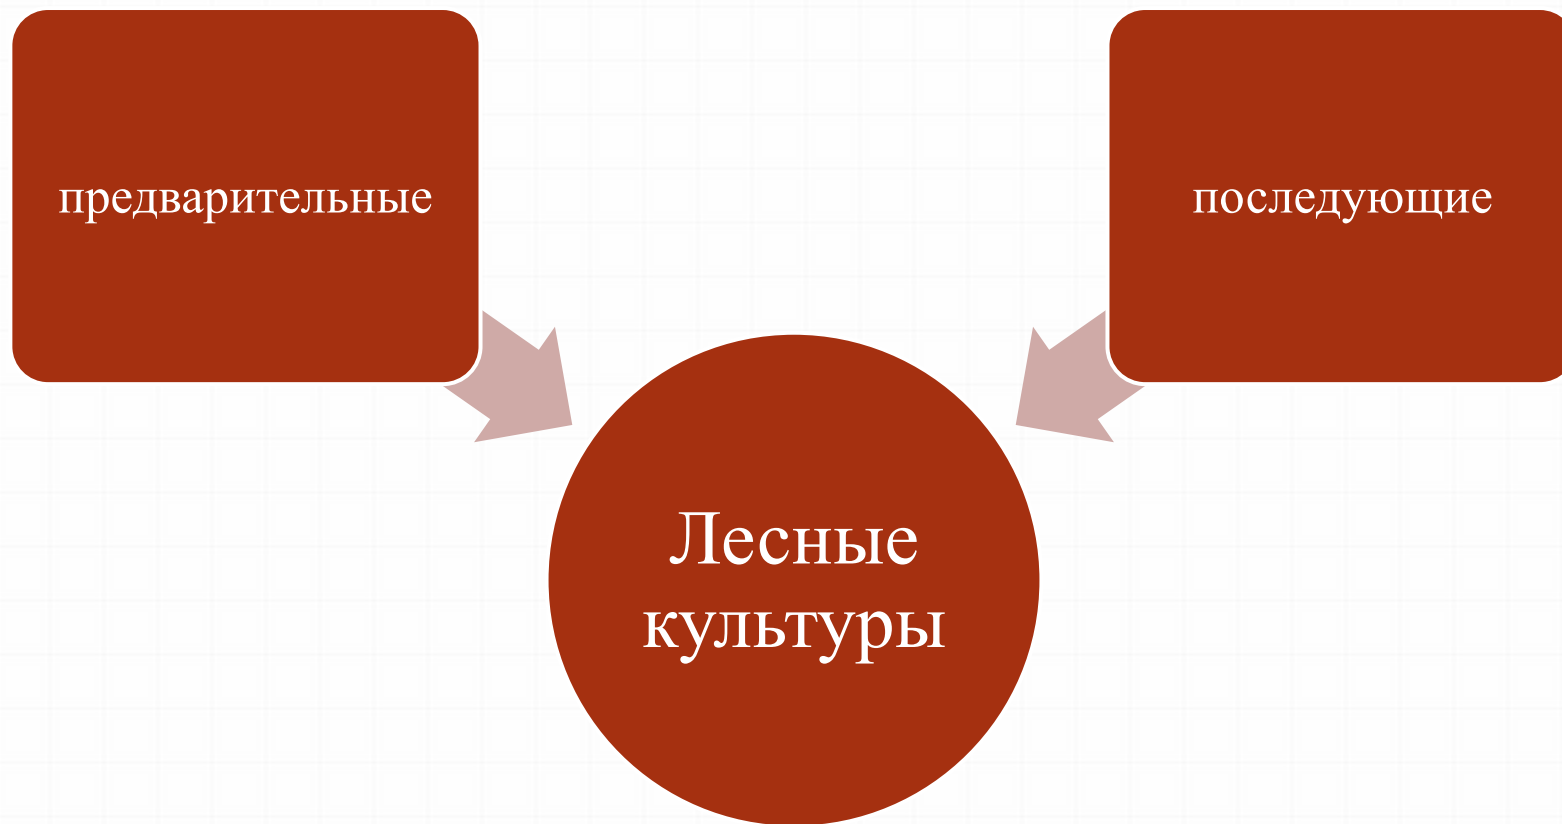 предварительные
последующие
Лесные
культуры